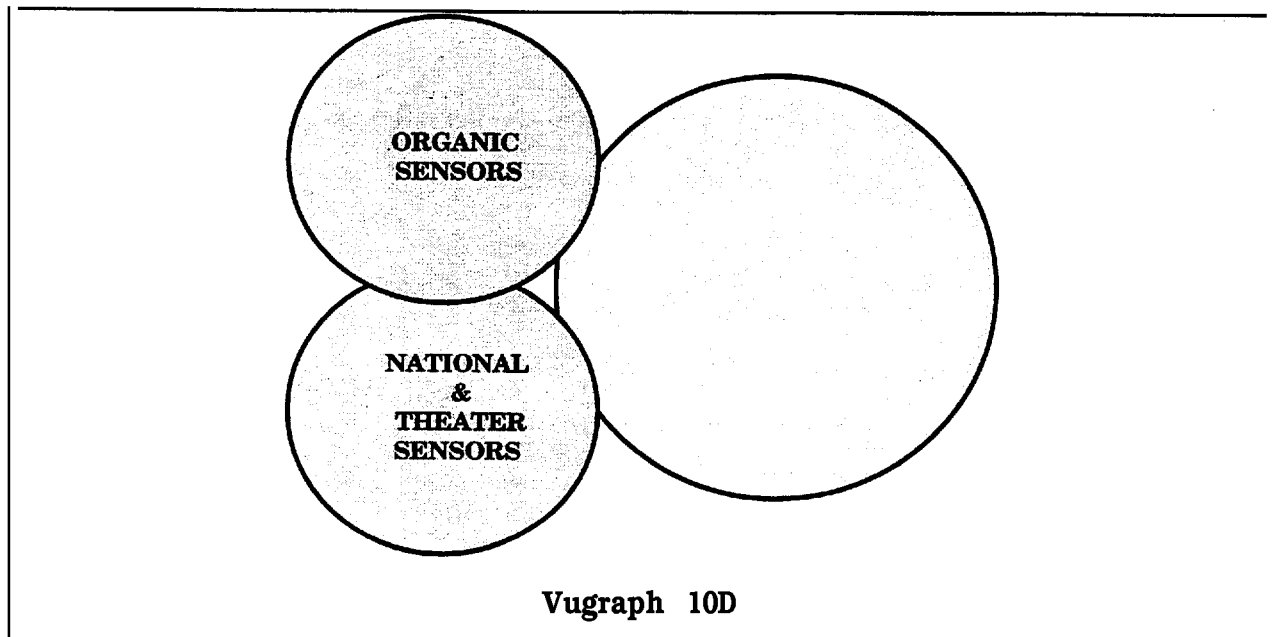 ORGANIC
SENSORS
NATIONAL
&
THEATER
SENSORS
Vugraph 10D